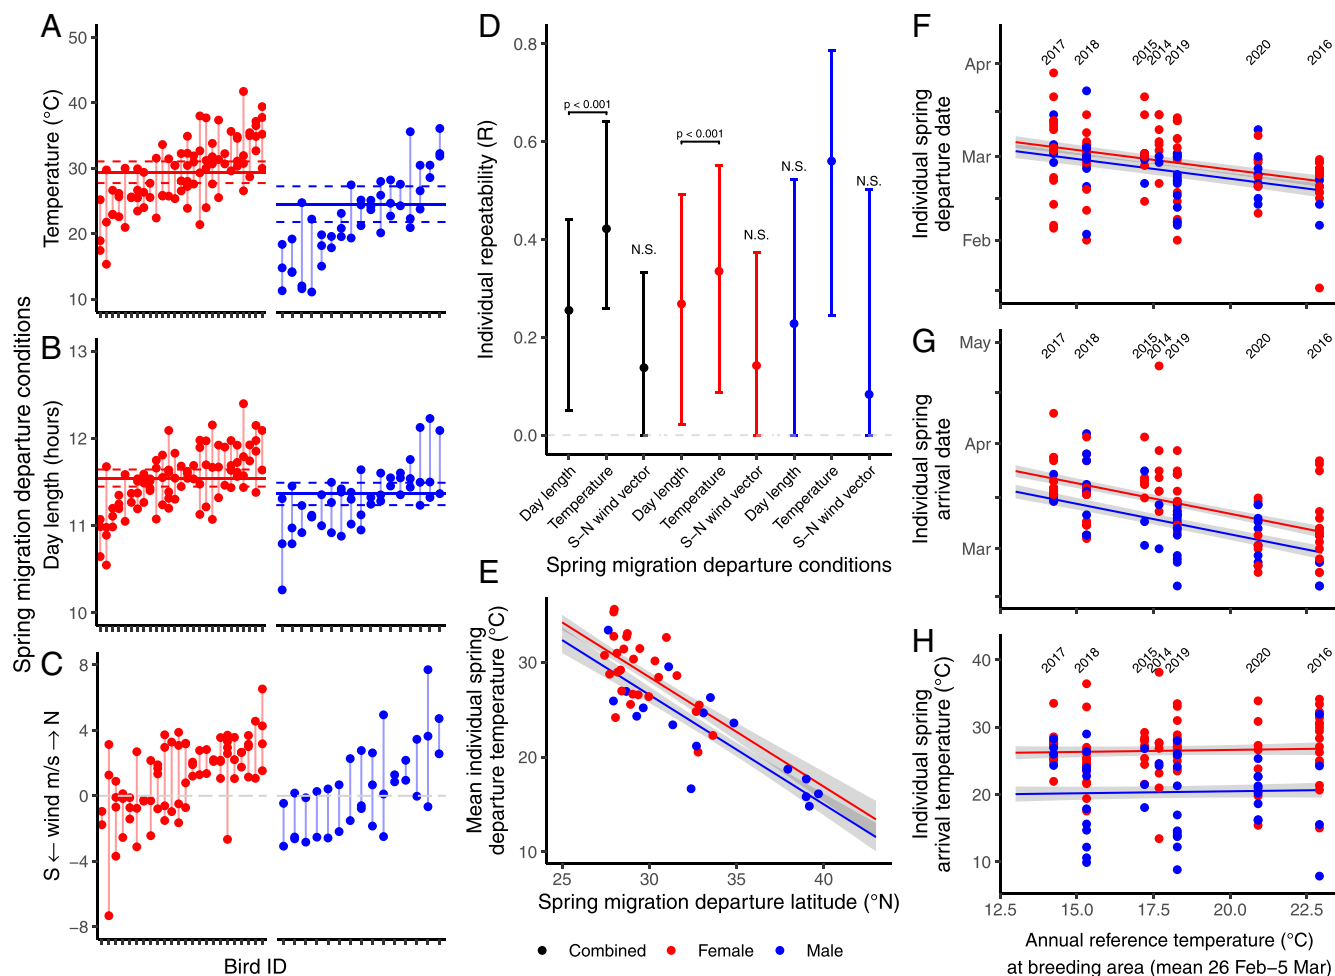 Spring migration departure conditions
A
Temperature (°C)
50
40
30
20
10
B
Day length (hours)
13
12
11
10
C
S ← wind m/s → N
8
4
0
−4
−8
Bird ID
D
Individual repeatability (R)
0.8
0.6
0.4
0.2
0.0
p < 0.001
N.S.
p < 0.001
N.S.
N.S.
N.S.
Day length
Temperature
S−N wind vector
Day length
Temperature
S−N wind vector
Day length
Temperature
S−N wind vector
Spring migration departure conditions
E
Mean individual spring
departure temperature (°C)
30
20
10
25 30 35 40
Spring migration departure latitude (°N)
Combined Female Male
F
Individual spring
departure date
Apr
Mar
Feb
2017 2018 2015 2014 2019 2020 2016
G
Individual spring
arrival date
May
Apr
Mar
2017 2018 2015 2014 2019 2020 2016
H
Individual spring
arrival temperature (°C)
40
30
20
10
2017 2018 2015 2014 2019 2020 2016
12.5 15.0 17.5 20.0 22.5
Annual reference temperature (°C)
at breeding area (mean 26 Feb−5 Mar)